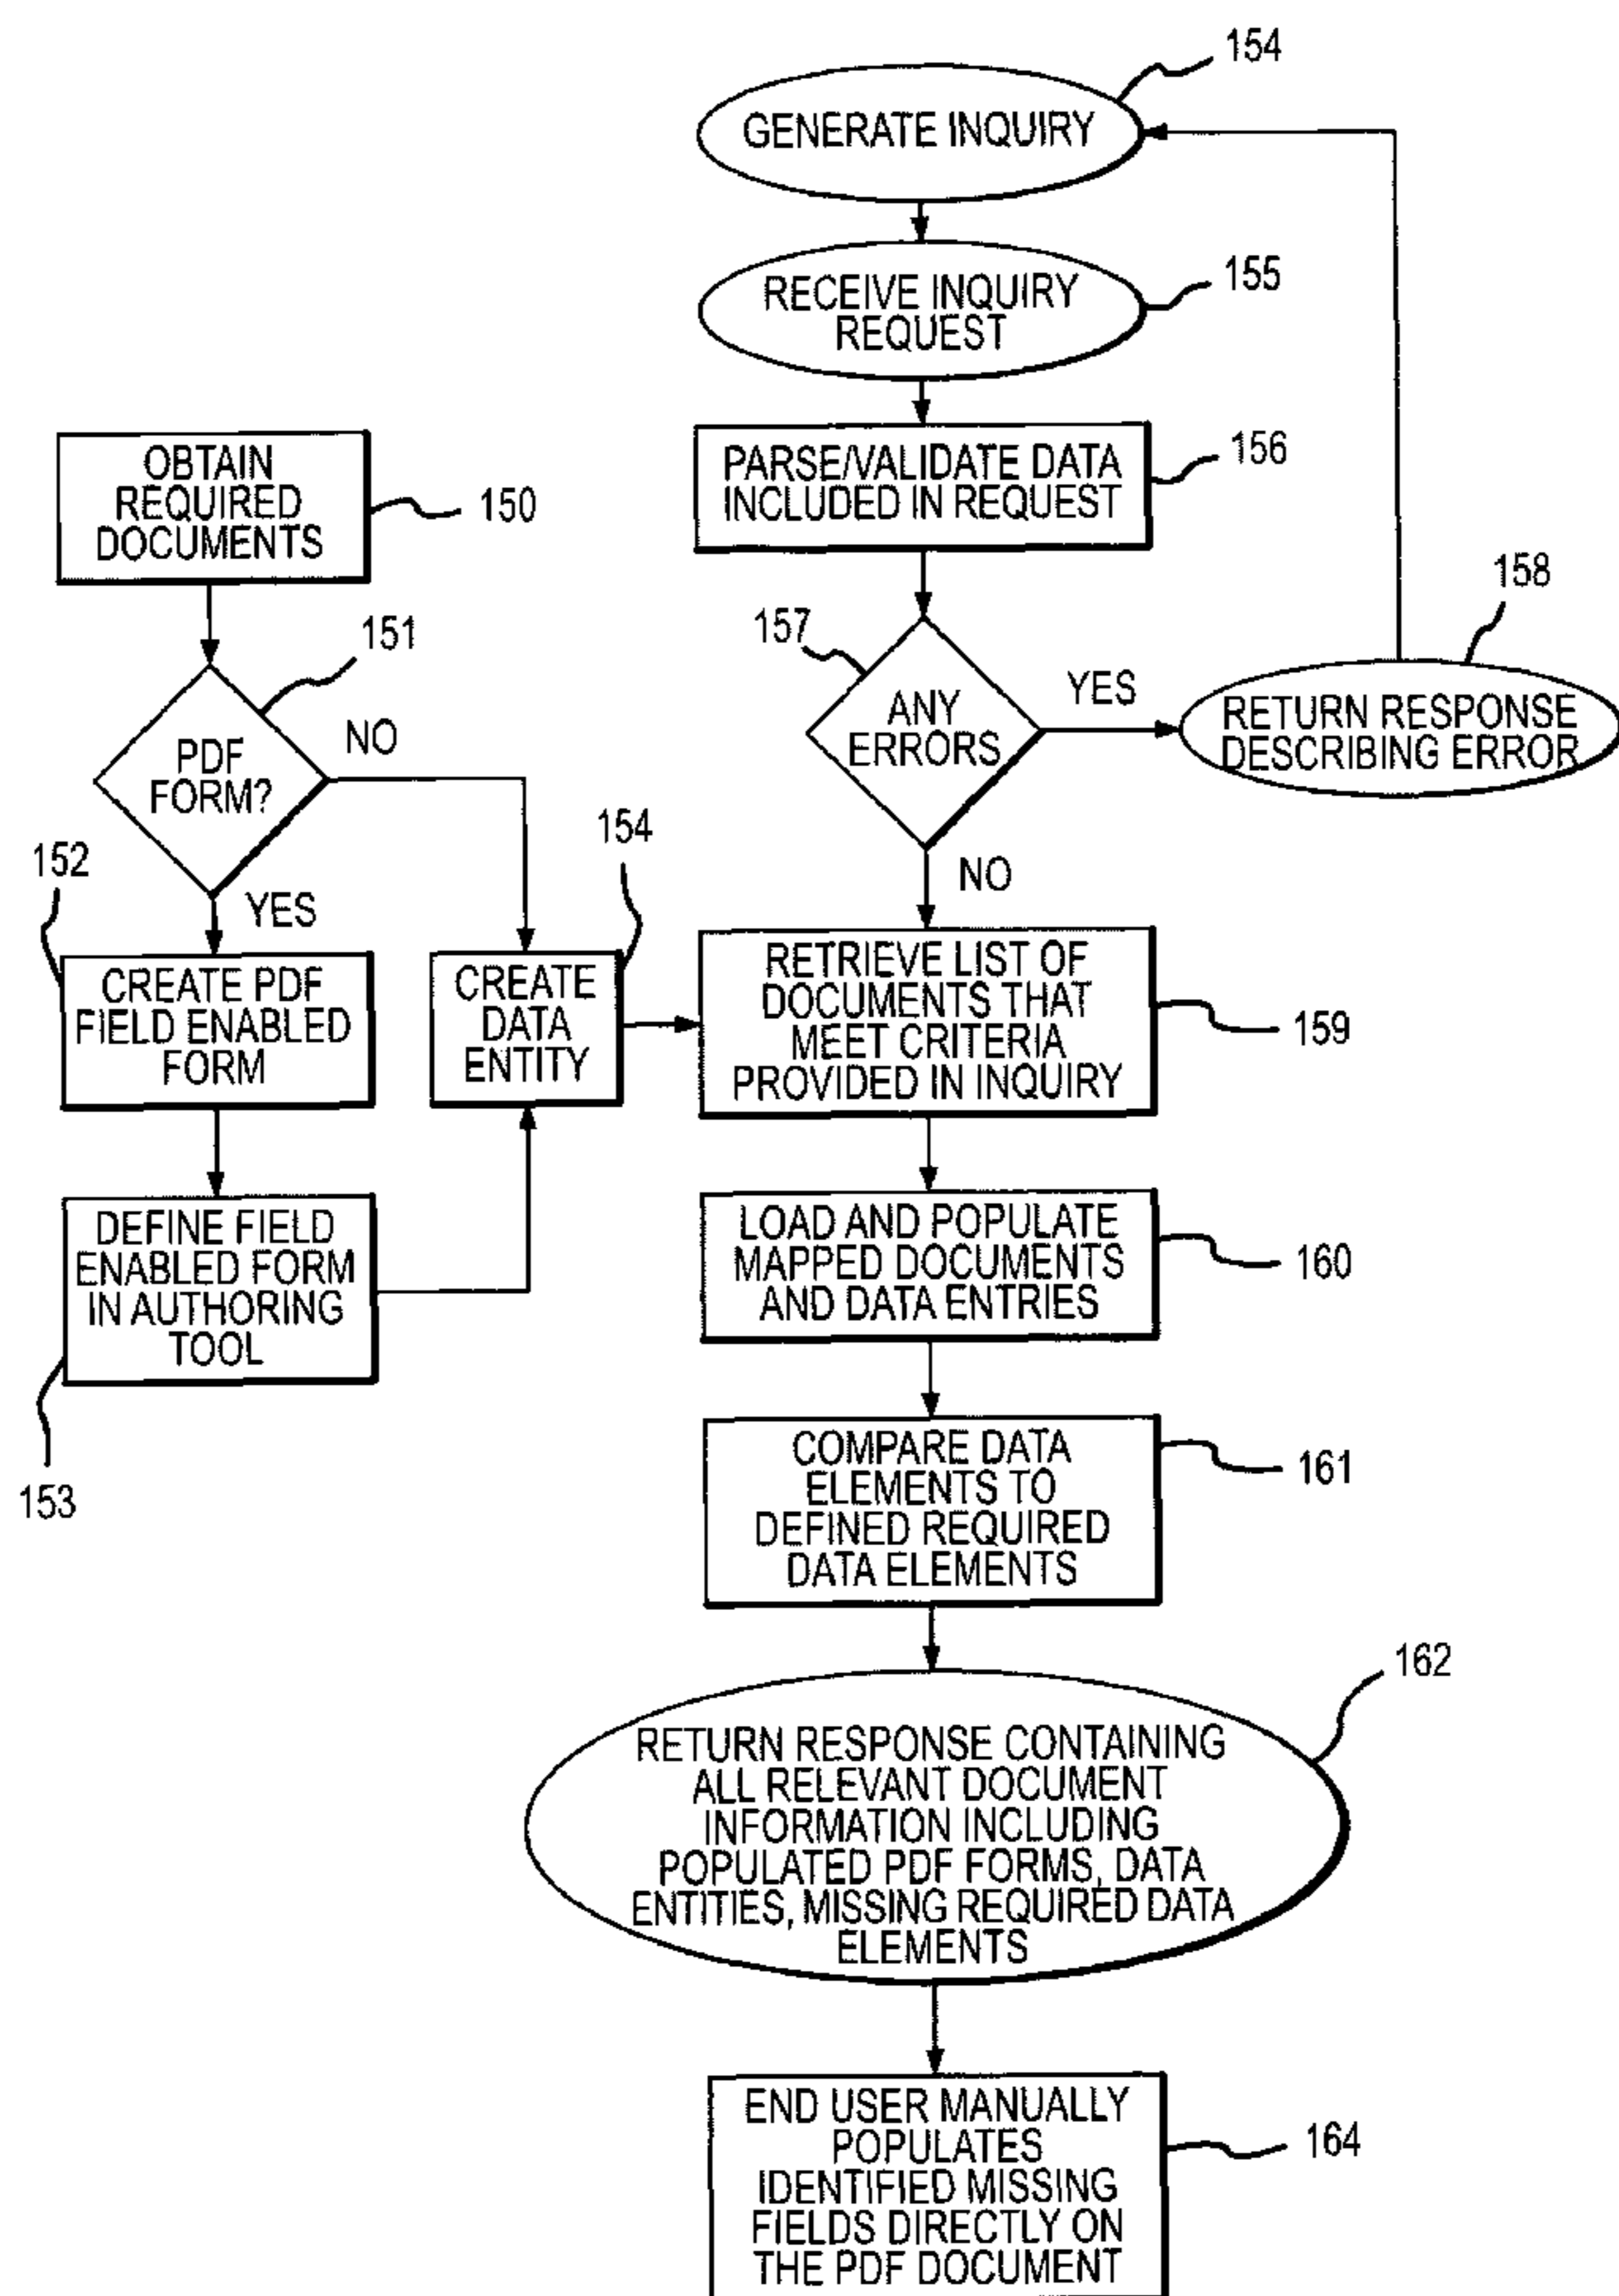 154
GENERATE INQUIRY
RECEIVE INQUIRY
REQUEST
155
PARSE/VALIDATE DATA
INCLUDED IN REQUEST
156
157
ANY
ERRORS
YES
NO
158
RETURN RESPONSE
DESCRIBING ERROR
OBTAIN
REQUIRED
DOCUMENTS
150
151
PDF
FORM?
NO
YES
152
CREATE PDF
FIELD ENABLED
FORM
DEFINE FIELD
ENABLED FORM
IN AUTHORING
TOOL
153
154
CREATE
DATA
ENTITY
RETRIEVE LIST OF
DOCUMENTS THAT
MEET CRITERIA
PROVIDED IN INQUIRY
159
LOAD AND POPULATE
MAPPED DOCUMENTS
AND DATA ENTRIES
160
COMPARE DATA
ELEMENTS TO
DEFINED REQUIRED
DATA ELEMENTS
161
162
RETURN RESPONSE CONTAINING
ALL RELEVANT DOCUMENT
INFORMATION INCLUDING
POPULATED PDF FORMS, DATA
ENTITIES, MISSING REQUIRED DATA
ELEMENTS
END USER MANUALLY
POPULATES
IDENTIFIED MISSING
FIELDS DIRECTLY ON
THE PDF DOCUMENT
164